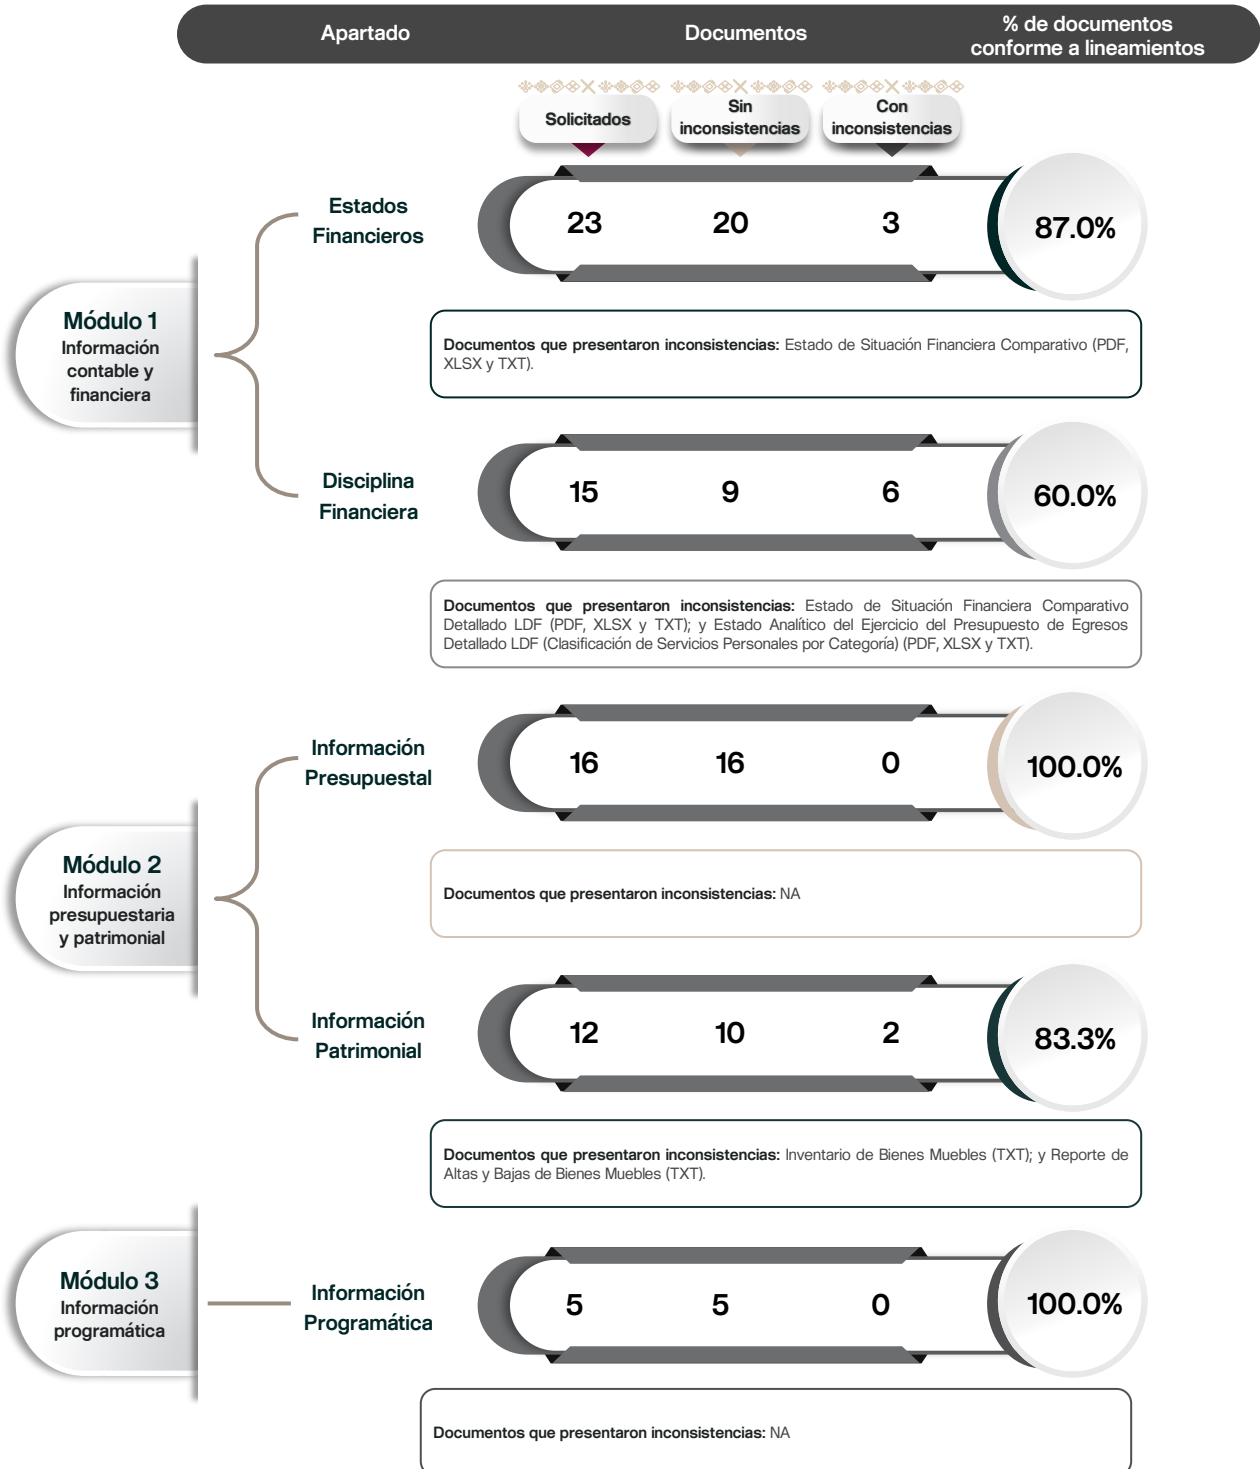 Apartado
Documentos
% de documentos
conforme a lineamientos
Solicitados
Sin
inconsistencias
Con
inconsistencias
Módulo 1
Información
contable y
financiera
Estados
Financieros
23
20
3
87.0%
Documentos que presentaron inconsistencias: Estado de Situación Financiera Comparativo (PDF,
XLSX y TXT).
Disciplina
Financiera
15
9
6
60.0%
Documentos que presentaron inconsistencias: Estado de Situación Financiera Comparativo
Detallado LDF (PDF, XLSX y TXT); y Estado Analítico del Ejercicio del Presupuesto de Egresos
Detallado LDF (Clasificación de Servicios Personales por Categoría) (PDF, XLSX y TXT).
Módulo 2
Información
presupuestaria
y patrimonial
Información
Presupuestal
16
16
0
100.0%
Documentos que presentaron inconsistencias: NA
Información
Patrimonial
12
10
2
83.3%
Documentos que presentaron inconsistencias: Inventario de Bienes Muebles (TXT); y Reporte de
Altas y Bajas de Bienes Muebles (TXT).
Módulo 3
Información
programática
Información
Programática
5
5
0
100.0%
Documentos que presentaron inconsistencias: NA